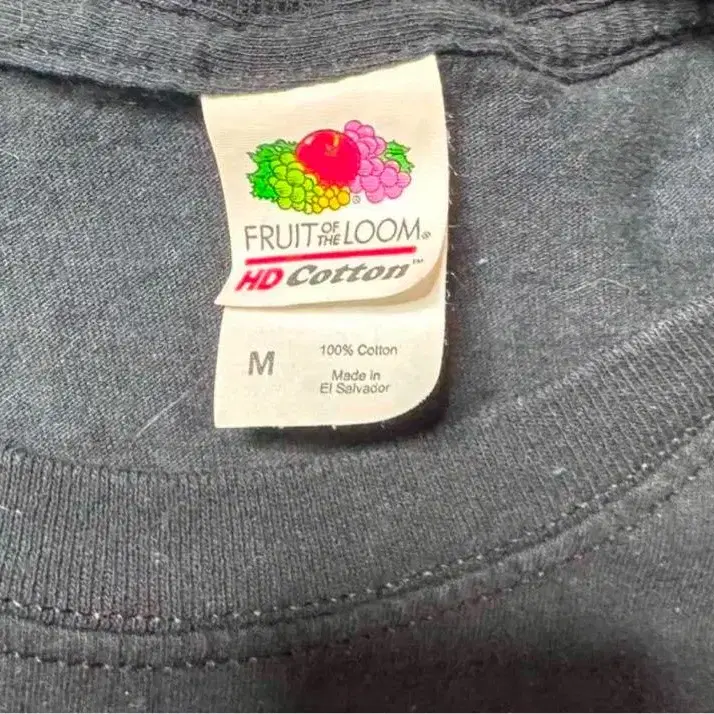 FRUIT OF THE LOOM®
HD Cotton™
M
100% Cotton
Made in
El Salvador